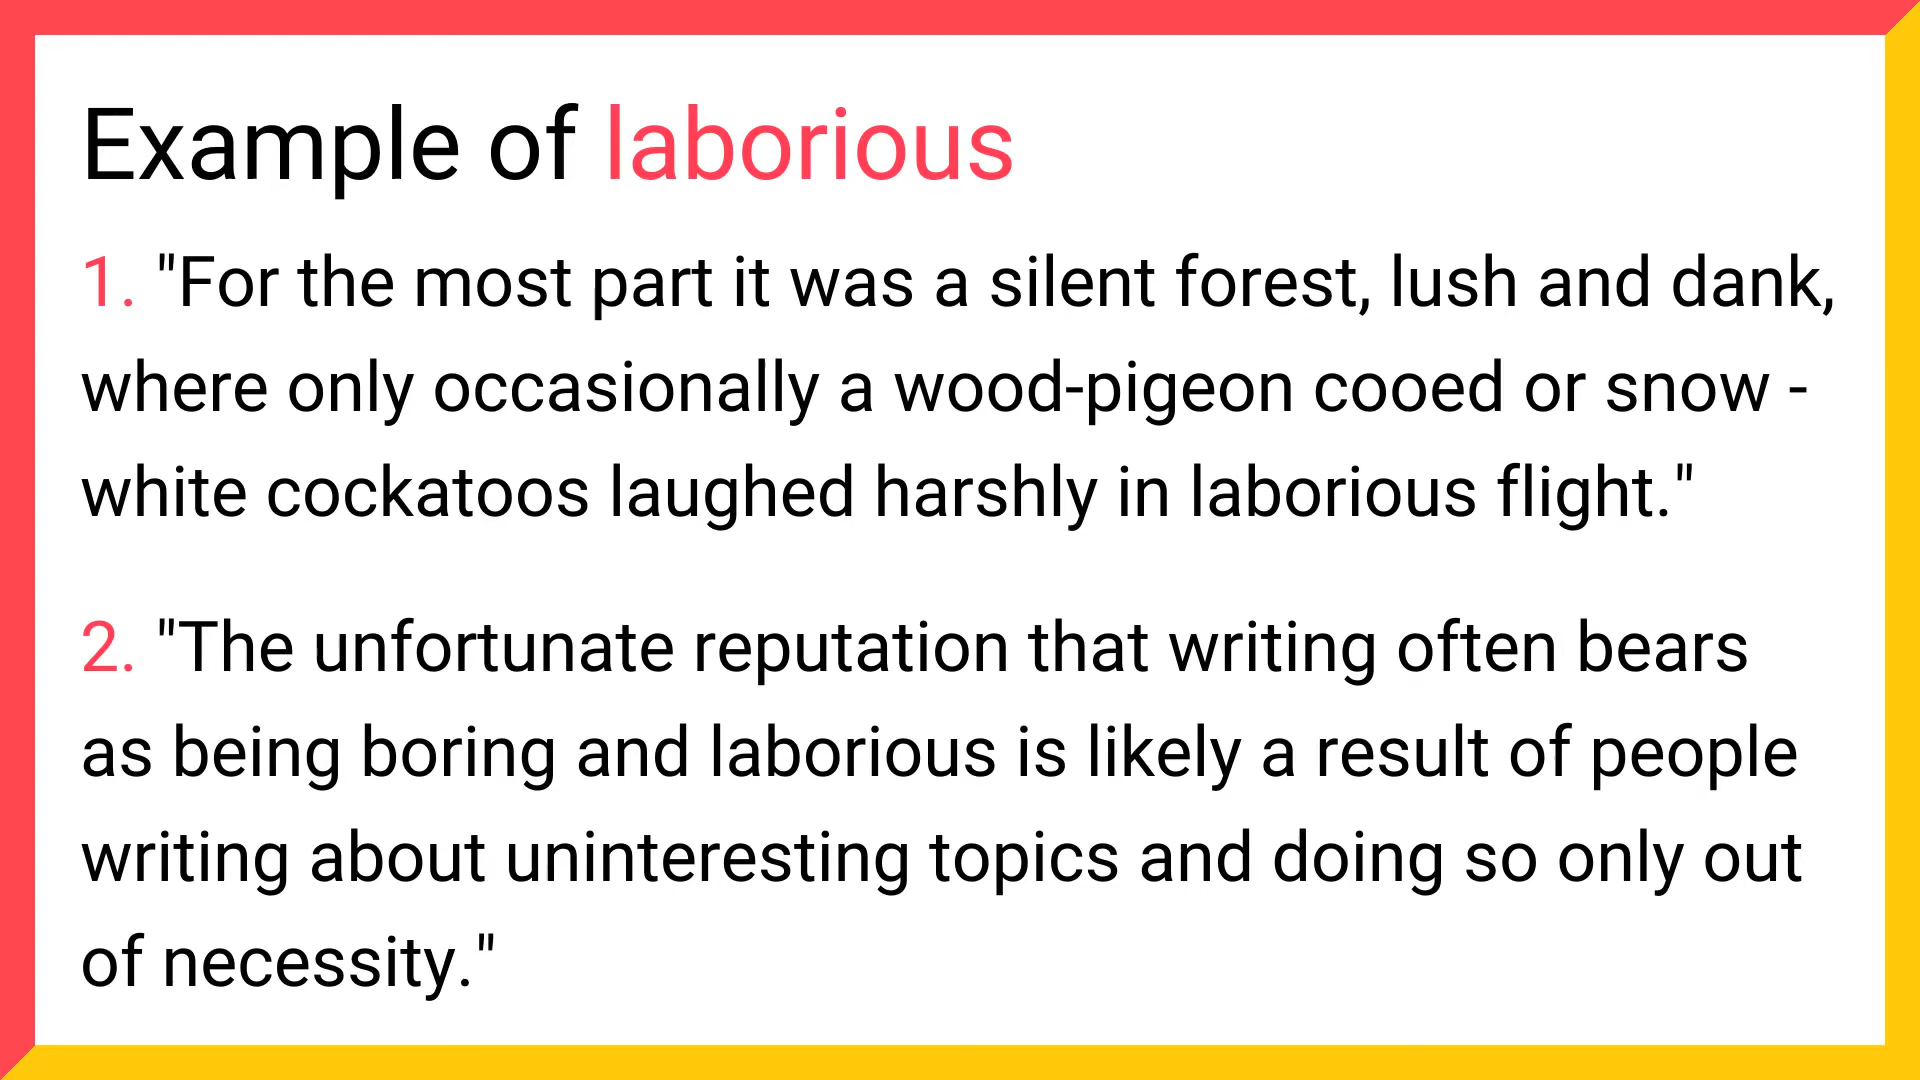 Example of laborious
1. "For the most part it was a silent forest, lush and dank,
where only occasionally a wood-pigeon cooed or snow -
white cockatoos laughed harshly in laborious flight."
2. "The unfortunate reputation that writing often bears
as being boring and laborious is likely a result of people
writing about uninteresting topics and doing so only out
of necessity."